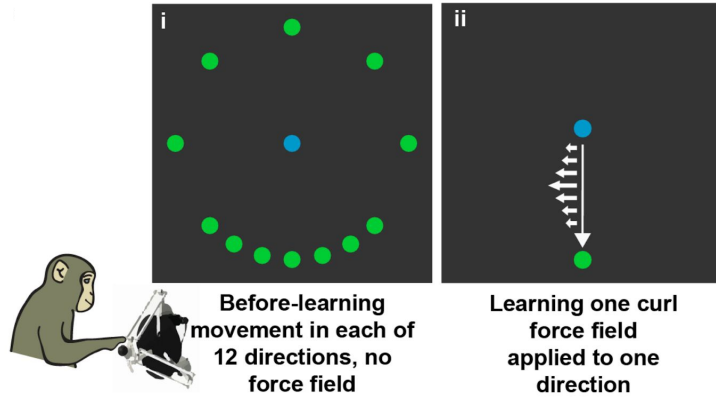 i
ii
Before-learning
movement in each of
12 directions, no
force field
Learning one curl
force field
applied to one
direction